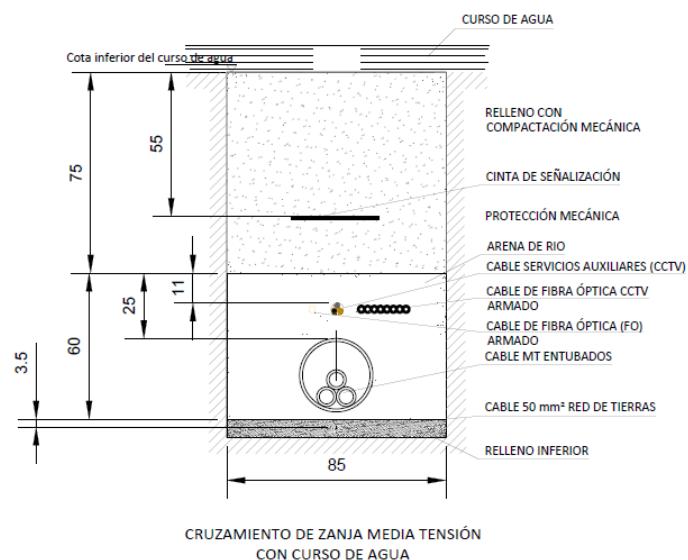 CURSO DE AGUA
Cota inferior del curso de agua
RELLENO CON
COMPACTACIÓN MECÁNICA
55
75
CINTA DE SEÑALIZACIÓN
PROTECCIÓN MECÁNICA
ARENA DE RIO
CABLE SERVICIOS AUXILIARES (CCTV)
11
CABLE DE FIBRA ÓPTICA CCTV
ARMADO
25
CABLE DE FIBRA ÓPTICA (FO)
ARMADO
CABLE MT ENTUBADOS
60
3.5
CABLE 50 mm² RED DE TIERRAS
RELLENO INFERIOR
85
CRUZAMIENTO DE ZANJA MEDIA TENSIÓN
CON CURSO DE AGUA